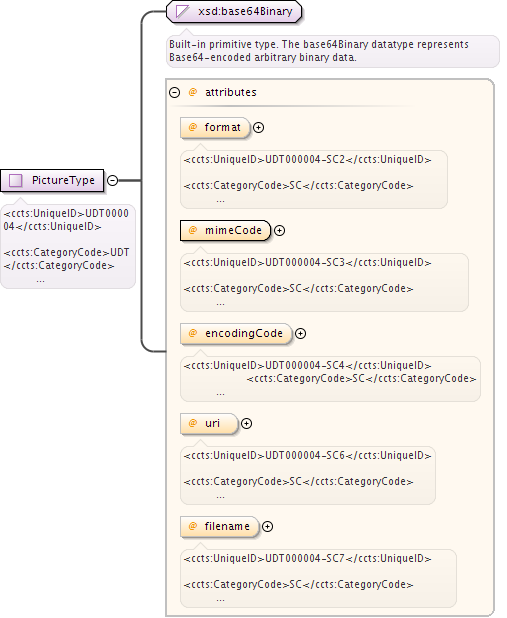 xsd:base64Binary
Built-in primitive type. The base64Binary datatype represents
Base64-encoded arbitrary binary data.
@ attributes
@ format
<ccts:UniqueID>UDT000004-SC2</ccts:UniqueID>
<ccts:CategoryCode>SC</ccts:CategoryCode>
...
PictureType
<ccts:UniqueID>UDT0000
04</ccts:UniqueID>
<ccts:CategoryCode>UDT
</ccts:CategoryCode>
...
@ mimeCode
<ccts:UniqueID>UDT000004-SC3</ccts:UniqueID>
<ccts:CategoryCode>SC</ccts:CategoryCode>
...
@ encodingCode
<ccts:UniqueID>UDT000004-SC4</ccts:UniqueID>
<ccts:CategoryCode>SC</ccts:CategoryCode>
...
@ uri
<ccts:UniqueID>UDT000004-SC6</ccts:UniqueID>
<ccts:CategoryCode>SC</ccts:CategoryCode>
...
@ filename
<ccts:UniqueID>UDT000004-SC7</ccts:UniqueID>
<ccts:CategoryCode>SC</ccts:CategoryCode>
...